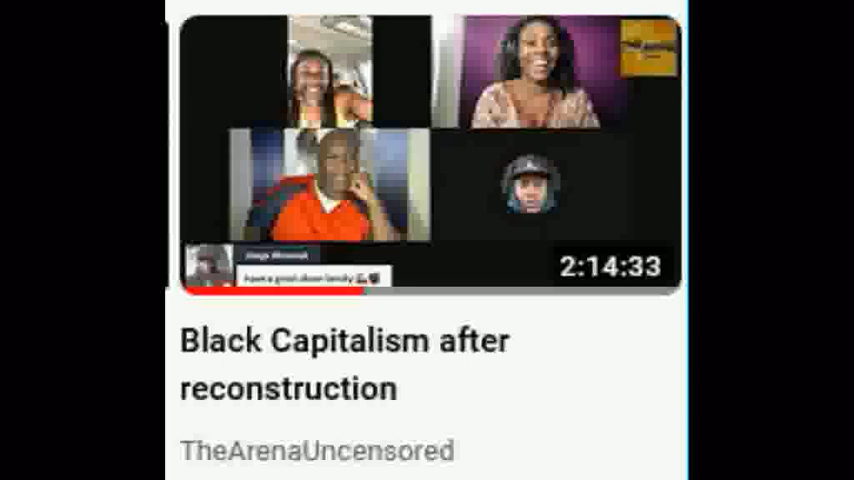 2:14:33
Black Capitalism after
reconstruction
TheArenaUncensored